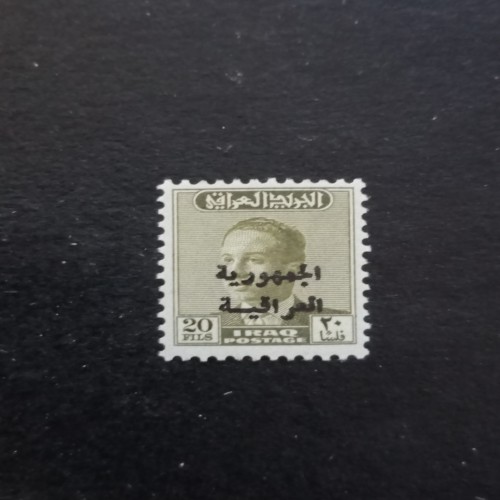 البريد العراقي
الجمهورية
العراقية
20
FILS
IRAQ
POSTAGE
٢٠
فلسا